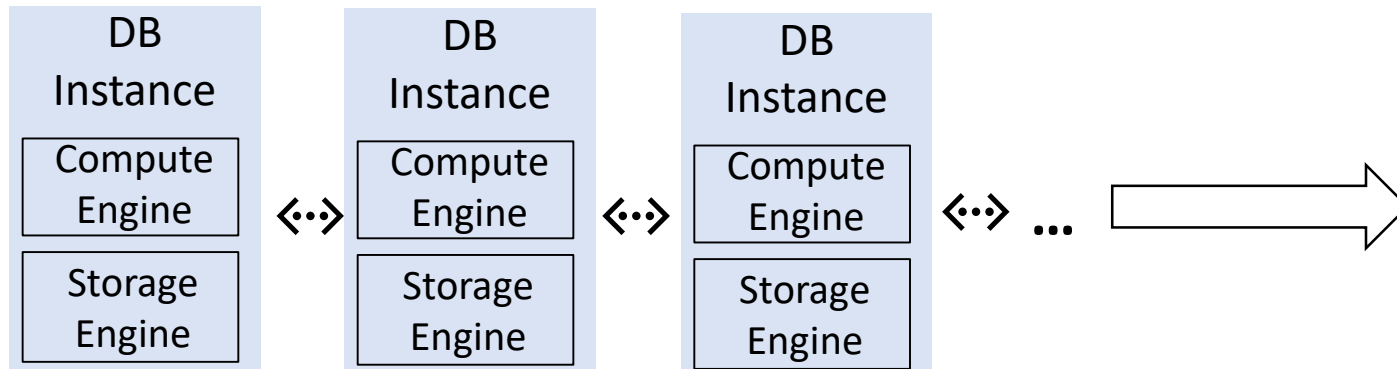 DB
Instance
Compute
Engine
Storage
Engine
DB
Instance
Compute
Engine
Storage
Engine
DB
Instance
Compute
Engine
Storage
Engine
...